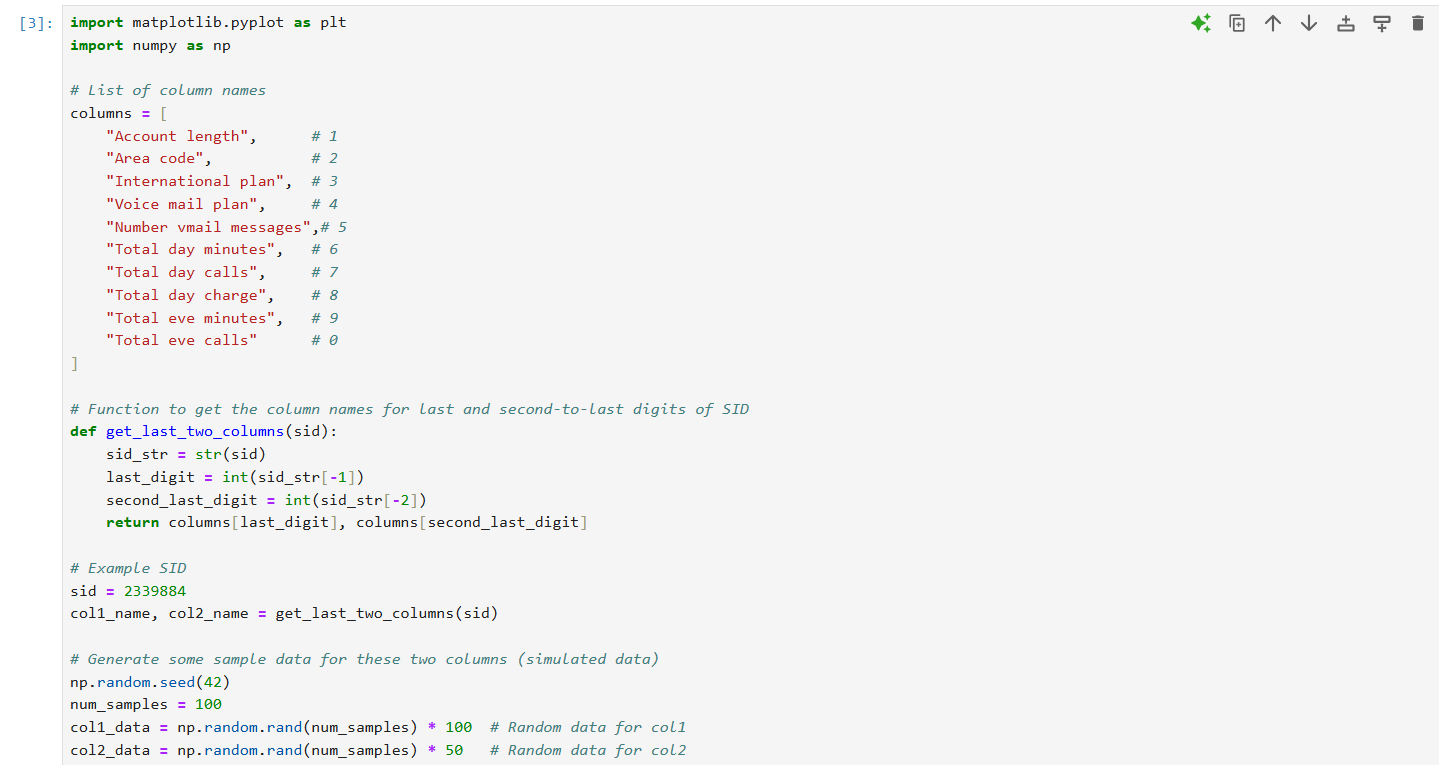 [3]: import matplotlib.pyplot as plt
import numpy as np

# List of column names
columns = [
    "Account length",      # 1
    "Area code",           # 2
    "International plan",  # 3
    "Voice mail plan",     # 4
    "Number vmail messages",# 5
    "Total day minutes",   # 6
    "Total day calls",     # 7
    "Total day charge",    # 8
    "Total eve minutes",   # 9
    "Total eve calls"      # 0
]

# Function to get the column names for last and second-to-last digits of SID
def get_last_two_columns(sid):
    sid_str = str(sid)
    last_digit = int(sid_str[-1])
    second_last_digit = int(sid_str[-2])
    return columns[last_digit], columns[second_last_digit]

# Example SID
sid = 2339884
col1_name, col2_name = get_last_two_columns(sid)

# Generate some sample data for these two columns (simulated data)
np.random.seed(42)
num_samples = 100
col1_data = np.random.rand(num_samples) * 100  # Random data for col1
col2_data = np.random.rand(num_samples) * 50   # Random data for col2